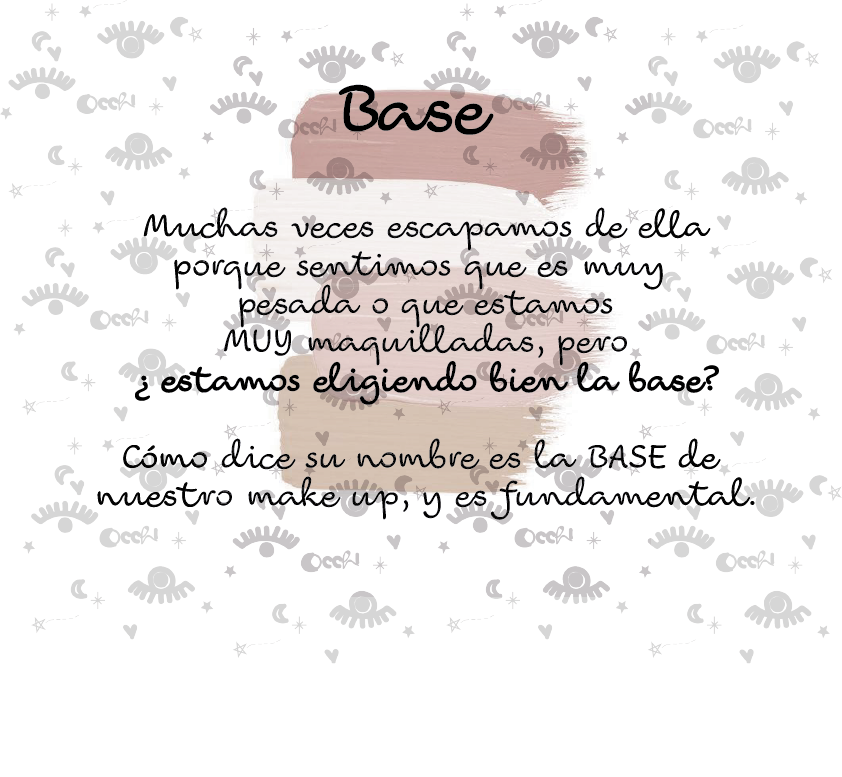 Base
Muchas veces escapamos de ella
porque sentimos que es muy
pesada o que estamos
MUY maquilladas, pero
¿ estamos eligiendo bien la base?
Cómo dice su nombre es la BASE de
nuestro make up, y es fundamental.
Occhi